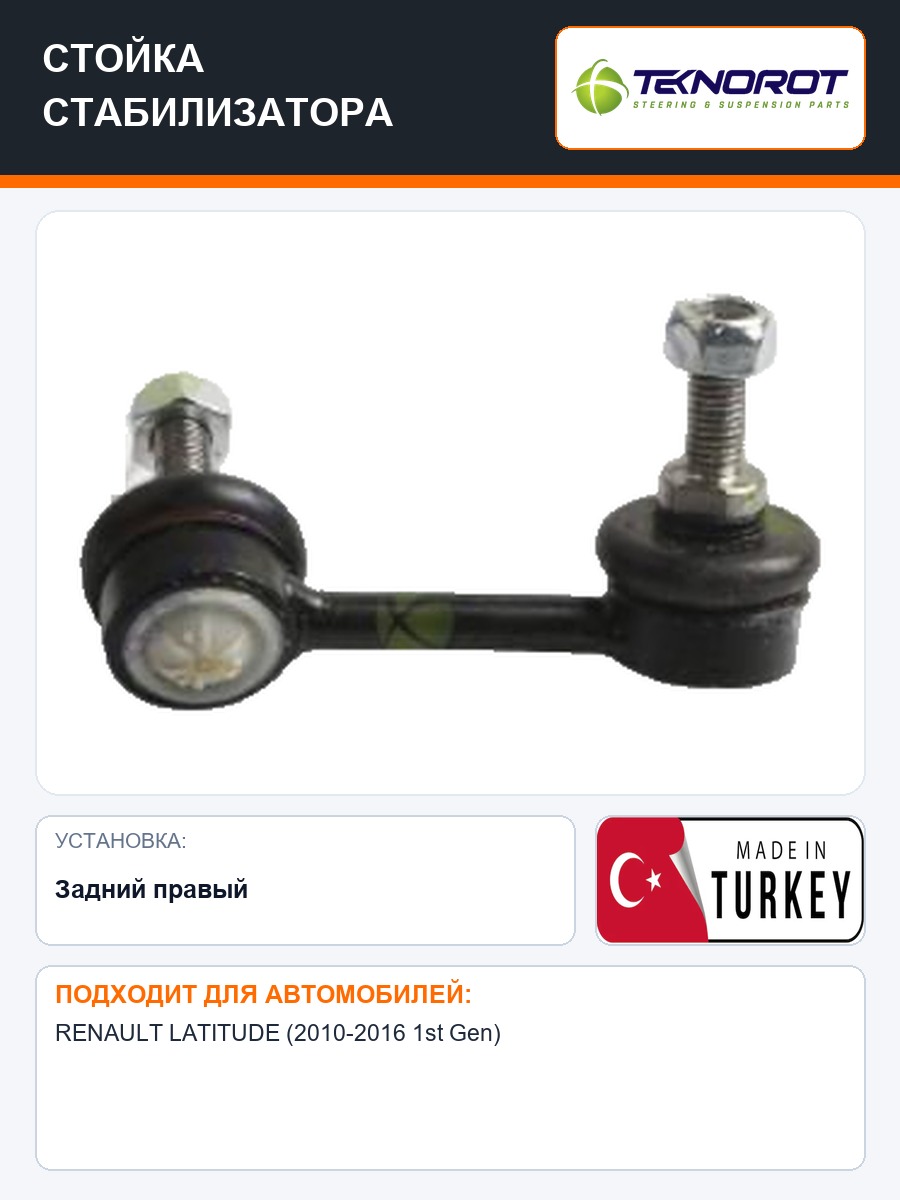 СТОЙКА
СТАБИЛИЗАТОРА
TEKNOROT
STEERING & SUSPENSION PARTS
УСТАНОВКА:
Задний правый
MADE IN
TURKEY
ПОДХОДИТ ДЛЯ АВТОМОБИЛЕЙ:
RENAULT LATITUDE (2010-2016 1st Gen)